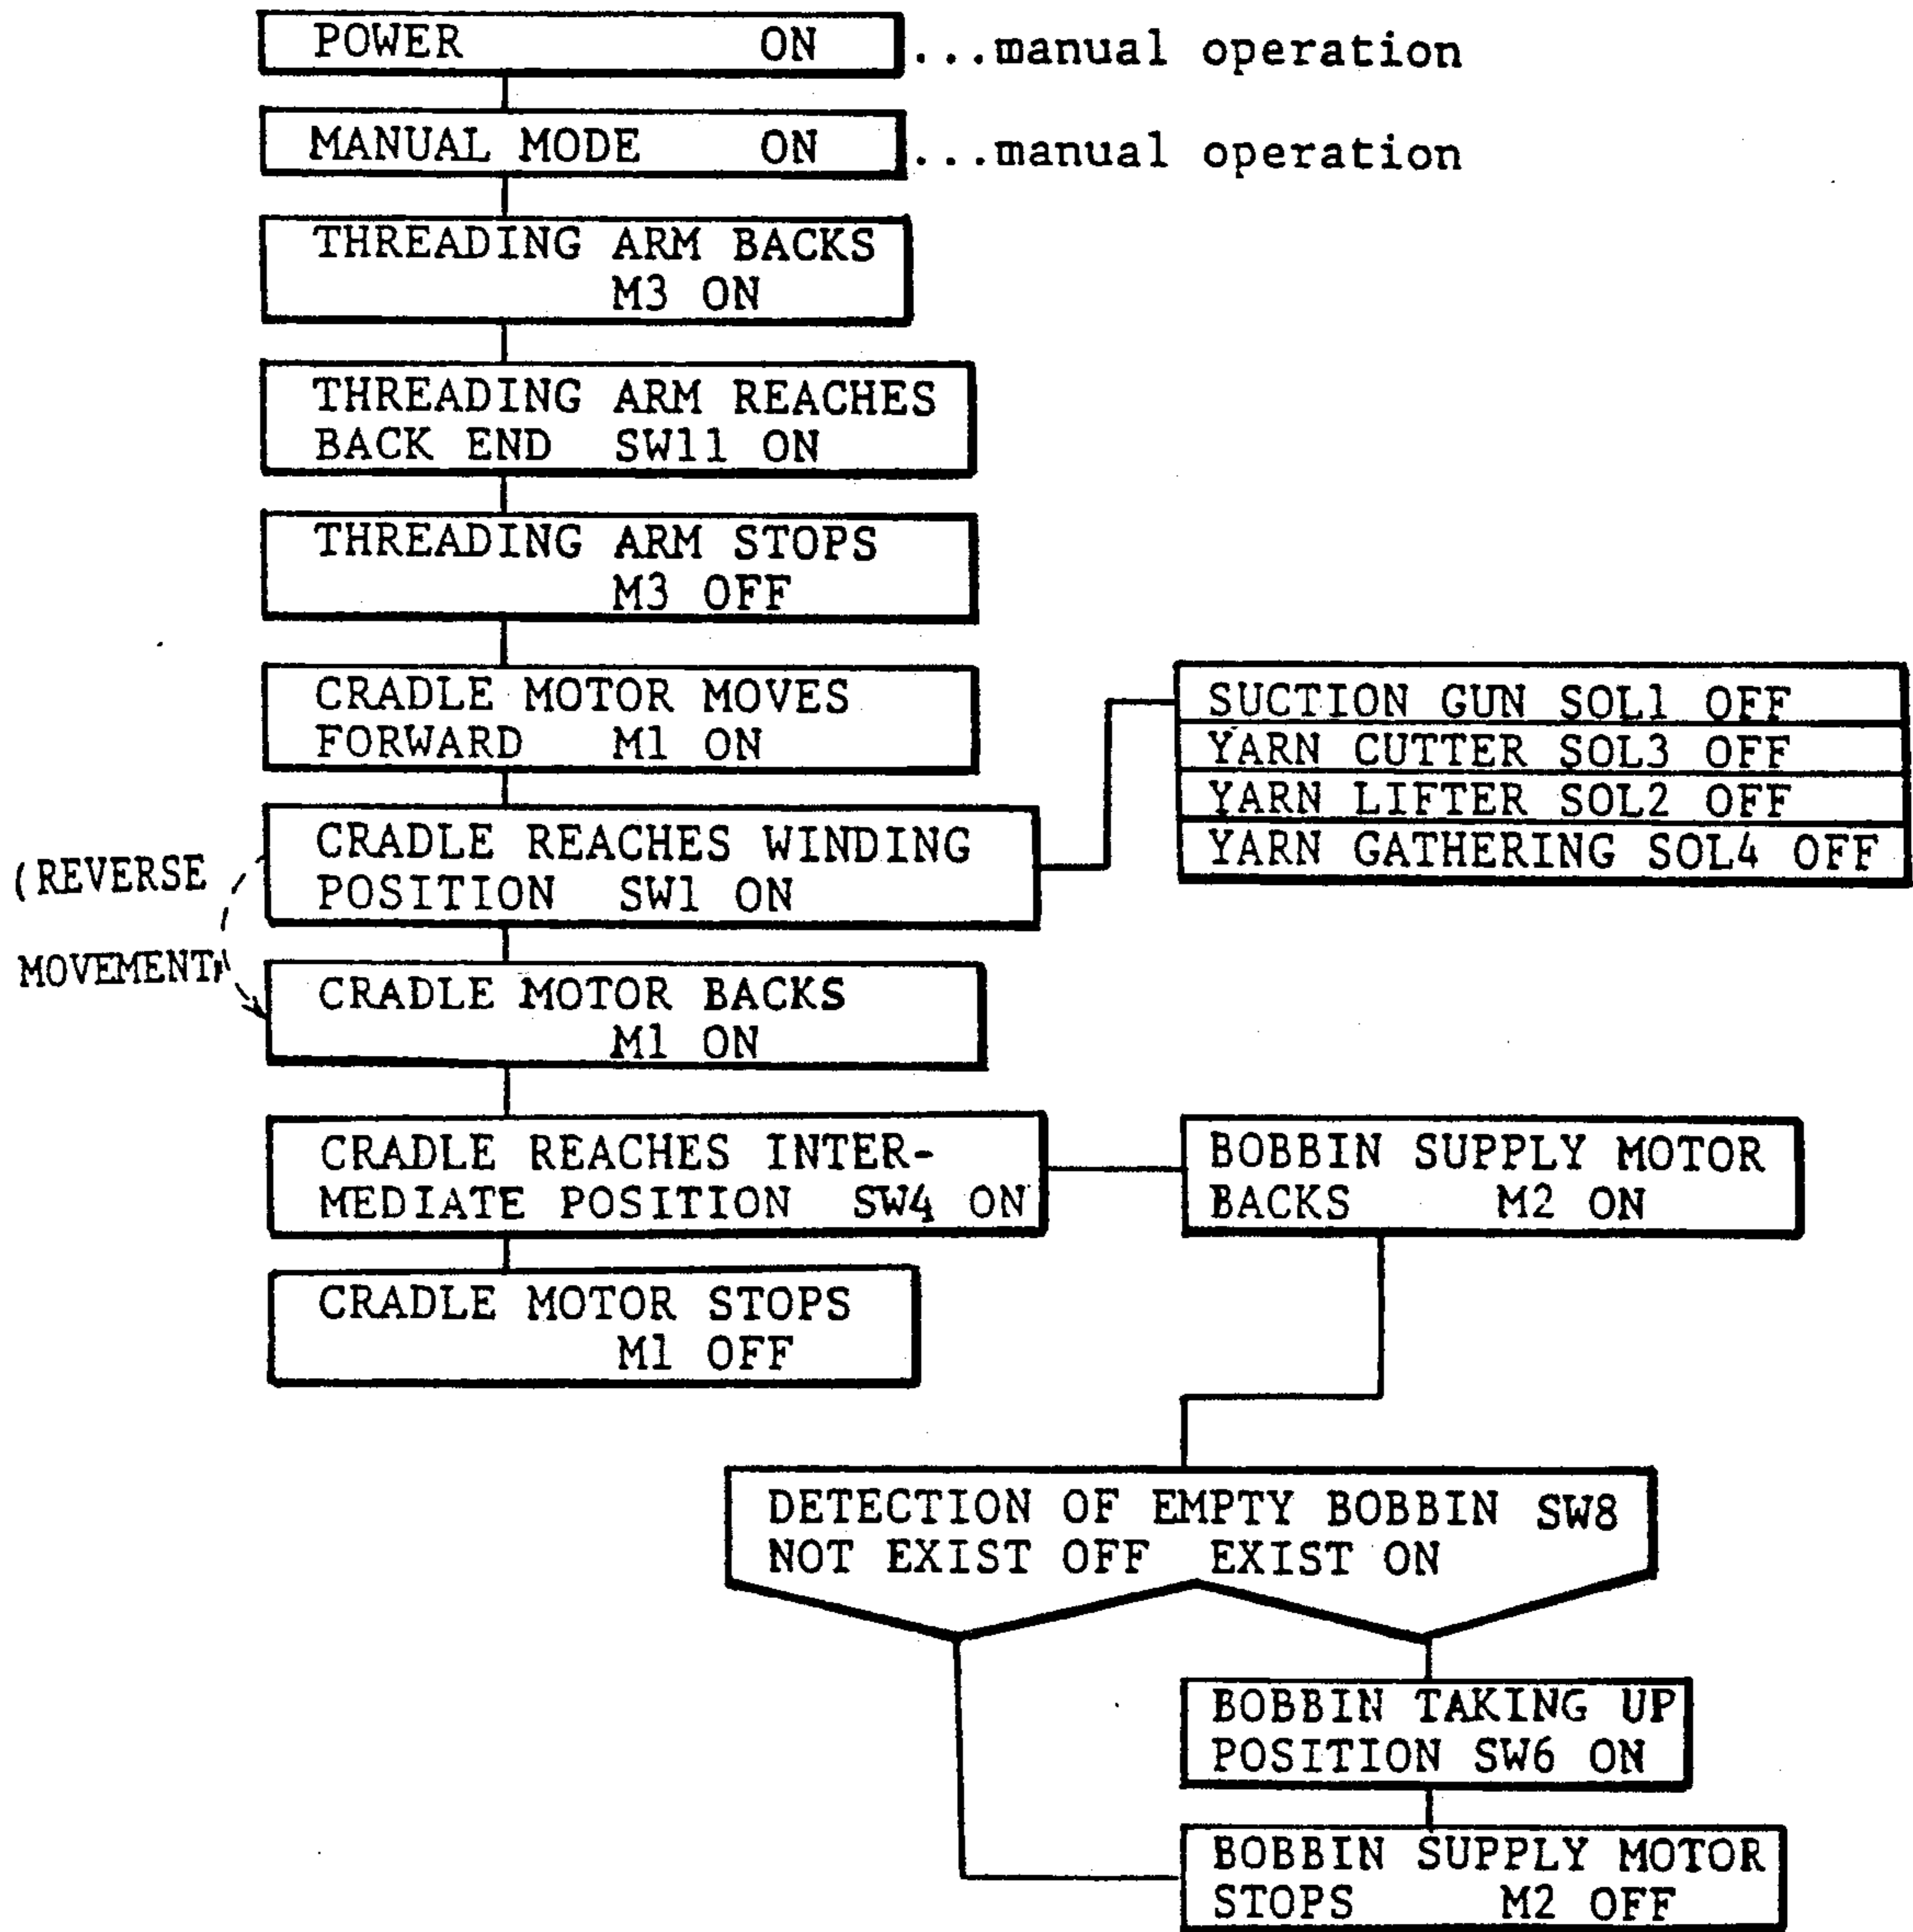 POWER ON ...manual operation
MANUAL MODE ON ...manual operation
THREADING ARM BACKS
M3 ON
THREADING ARM REACHES
BACK END SW11 ON
THREADING ARM STOPS
M3 OFF
CRADLE MOTOR MOVES
FORWARD M1 ON
SUCTION GUN SOL1 OFF
YARN CUTTER SOL3 OFF
YARN LIFTER SOL2 OFF
YARN GATHERING SOL4 OFF
CRADLE REACHES WINDING
POSITION SW1 ON
(REVERSE
MOVEMENT)
CRADLE MOTOR BACKS
M1 ON
CRADLE REACHES INTER-
MEDIATE POSITION SW4 ON
BOBBIN SUPPLY MOTOR
BACKS M2 ON
CRADLE MOTOR STOPS
M1 OFF
DETECTION OF EMPTY BOBBIN SW8
NOT EXIST OFF EXIST ON
BOBBIN TAKING UP
POSITION SW6 ON
BOBBIN SUPPLY MOTOR
STOPS M2 OFF